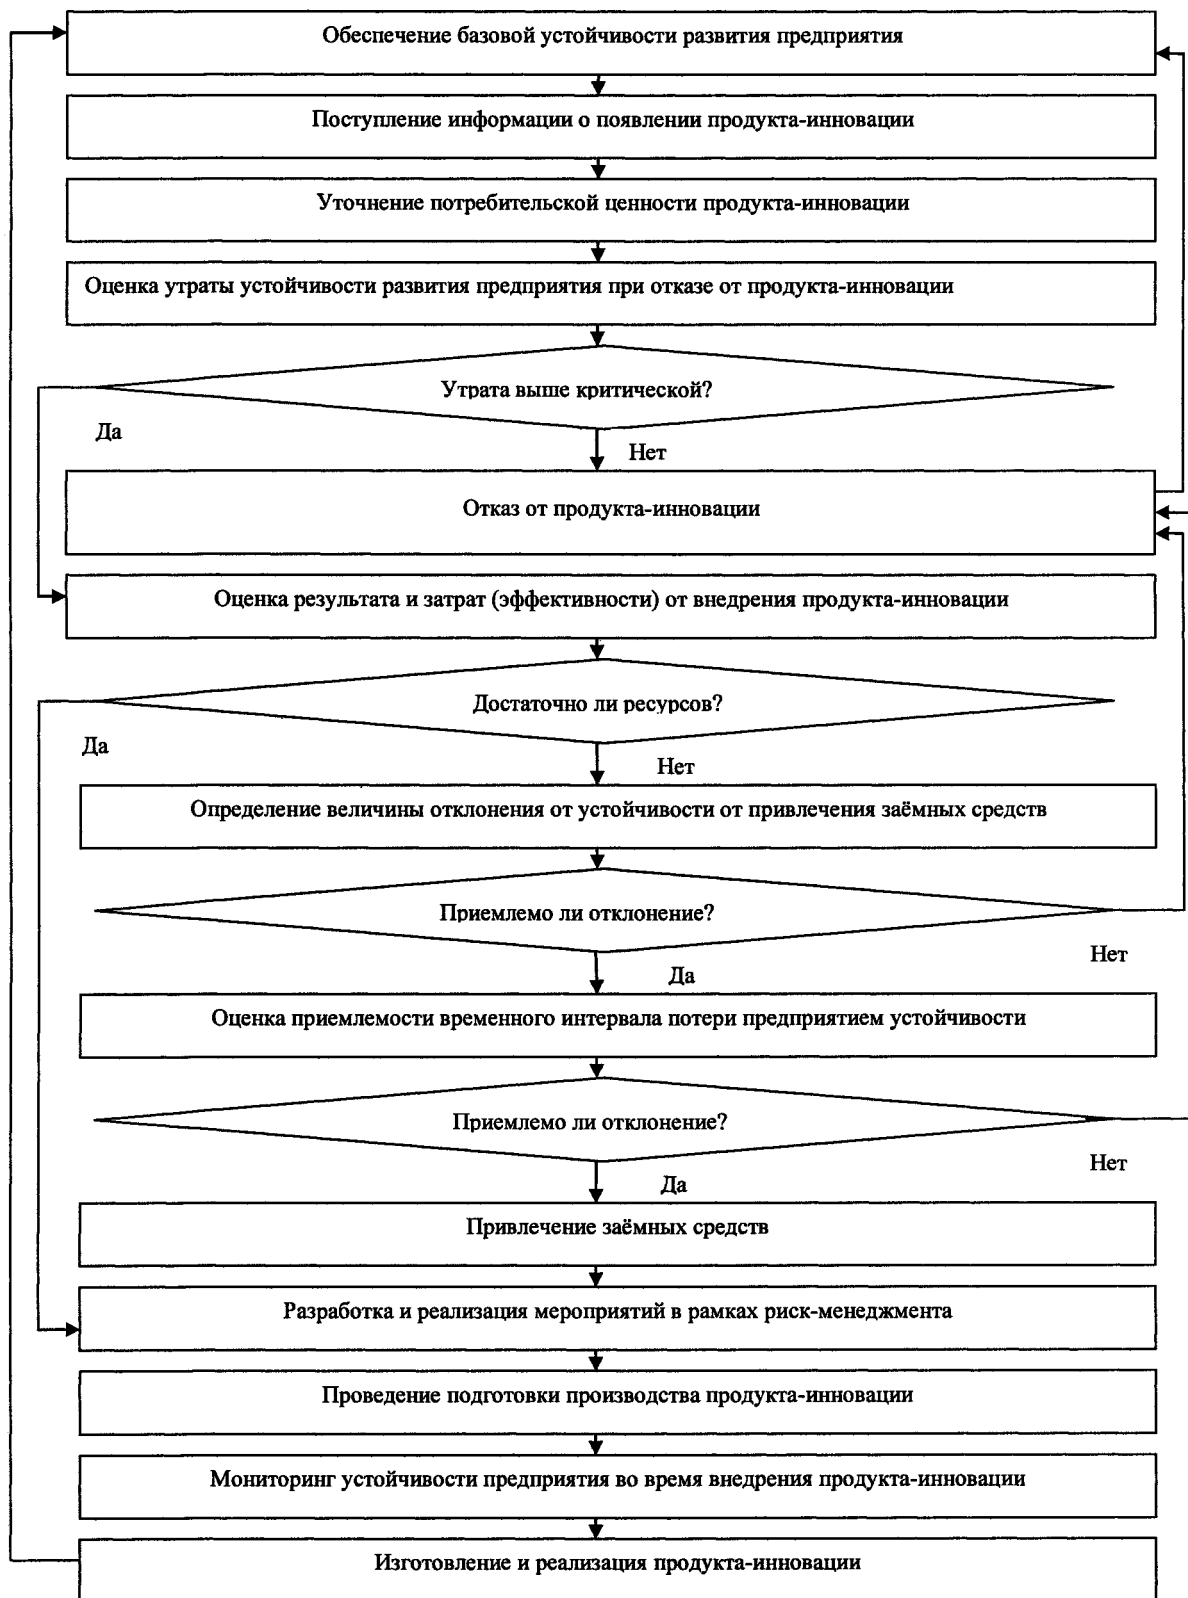 Обеспечение базовой устойчивости развития предприятия
Поступление информации о появлении продукта-инновации
Уточнение потребительской ценности продукта-инновации
Оценка утраты устойчивости развития предприятия при отказе от продукта-инновации
Утрата выше критической?
Да
Нет
Отказ от продукта-инновации
Оценка результата и затрат (эффективности) от внедрения продукта-инновации
Достаточно ли ресурсов?
Да
Нет
Определение величины отклонения от устойчивости от привлечения заёмных средств
Приемлемо ли отклонение?
Нет
Да
Оценка приемлемости временного интервала потери предприятием устойчивости
Приемлемо ли отклонение?
Нет
Да
Привлечение заёмных средств
Разработка и реализация мероприятий в рамках риск-менеджмента
Проведение подготовки производства продукта-инновации
Мониторинг устойчивости предприятия во время внедрения продукта-инновации
Изготовление и реализация продукта-инновации